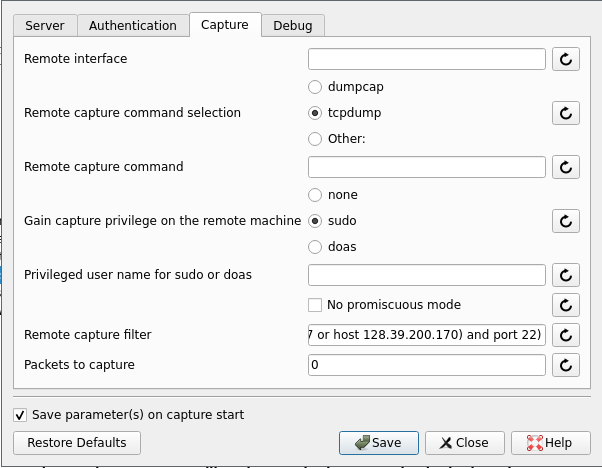 Server Authentication Capture Debug
Remote interface
dumpcap
Remote capture command selection
tcpdump
Other:
Remote capture command
none
Gain capture privilege on the remote machine
sudo
doas
Privileged user name for sudo or doas
No promiscuous mode
Remote capture filter
7 or host 128.39.200.170) and port 22)
Packets to capture
0
Save parameter(s) on capture start
Restore Defaults Save Close Help